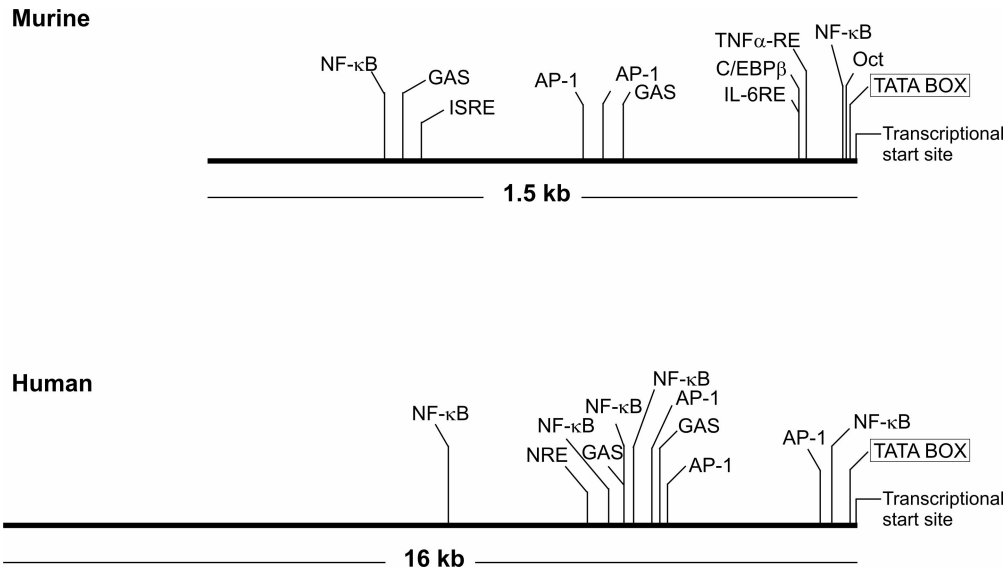 Murine
NF-κB
GAS
ISRE
AP-1
AP-1
GAS
TNFα-RE
C/EBPβ
IL-6RE
NF-κB
Oct
TATA BOX
Transcriptional
start site
1.5 kb
Human
NF-κB
NRE
NF-κB
NF-κB
GAS
NF-κB
AP-1
GAS
AP-1
AP-1
NF-κB
TATA BOX
Transcriptional
start site
16 kb